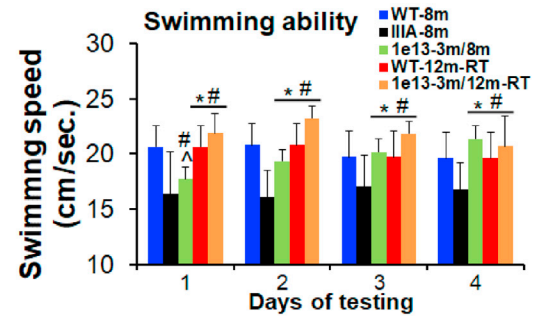 Swimming ability
WT-8m
IIIA-8m
1e13-3m/8m
WT-12m-RT
1e13-3m/12m-RT
Swimmng speed
(cm/sec.)
30
25
20
15
10
#
^
* #
* #
* #
* #
1 2 3 4
Days of testing